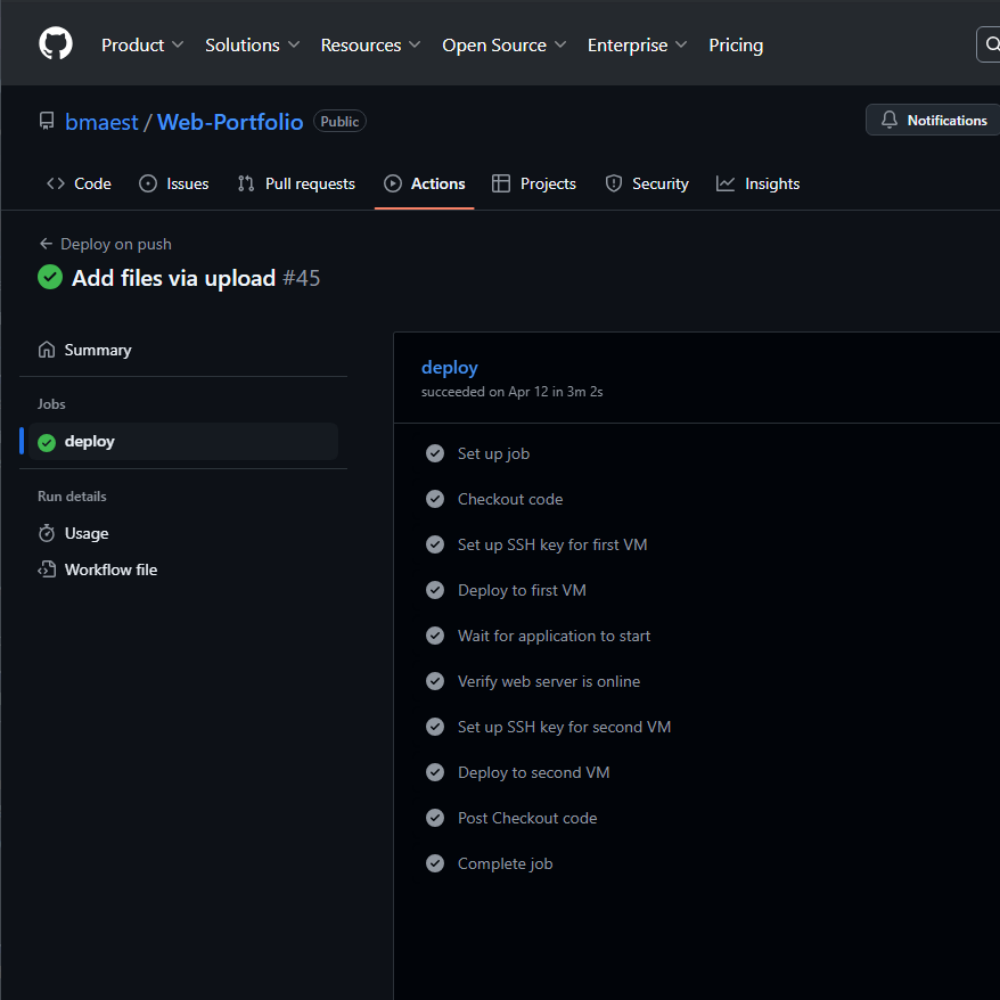 Product Solutions Resources Open Source Enterprise Pricing
bmaest / Web-Portfolio Public Notifications
Code Issues Pull requests Actions Projects Security Insights
Deploy on push
Add files via upload #45
Summary
Jobs
deploy
Run details
Usage
Workflow file
deploy
succeeded on Apr 12 in 3m 2s
Set up job
Checkout code
Set up SSH key for first VM
Deploy to first VM
Wait for application to start
Verify web server is online
Set up SSH key for second VM
Deploy to second VM
Post Checkout code
Complete job